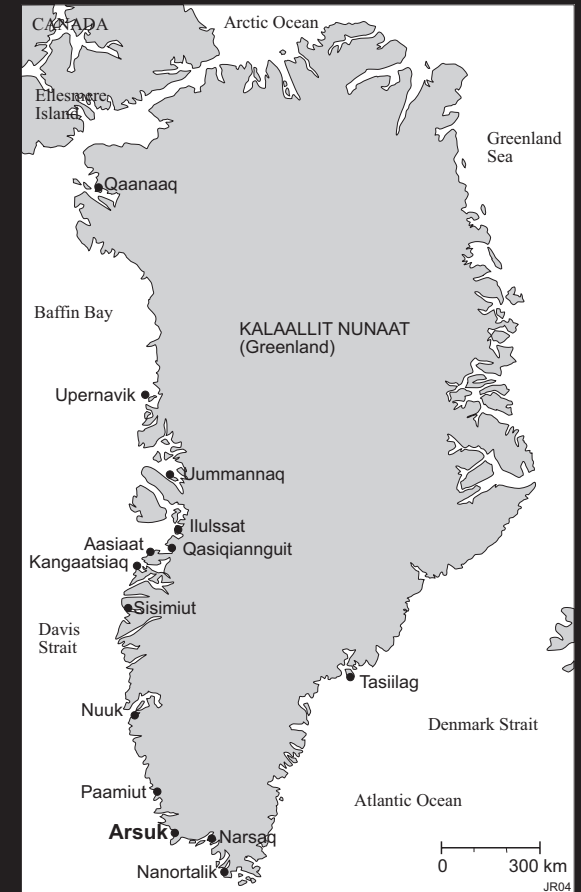 CANADA
Arctic Ocean
Ellesmere
Island
Greenland
Sea
Qaanaaq
Baffin Bay
KALAALLIT NUNAAT
(Greenland)
Upernavik
Uummannaq
Ilulssat
Aasiaat
Qasiqiannguit
Kangaatsiaq
Sisimiut
Davis
Strait
Tasiilag
Nuuk
Denmark Strait
Paamiut
Atlantic Ocean
Arsuk
Narsaq
Nanortalik
0 300 km
JR04